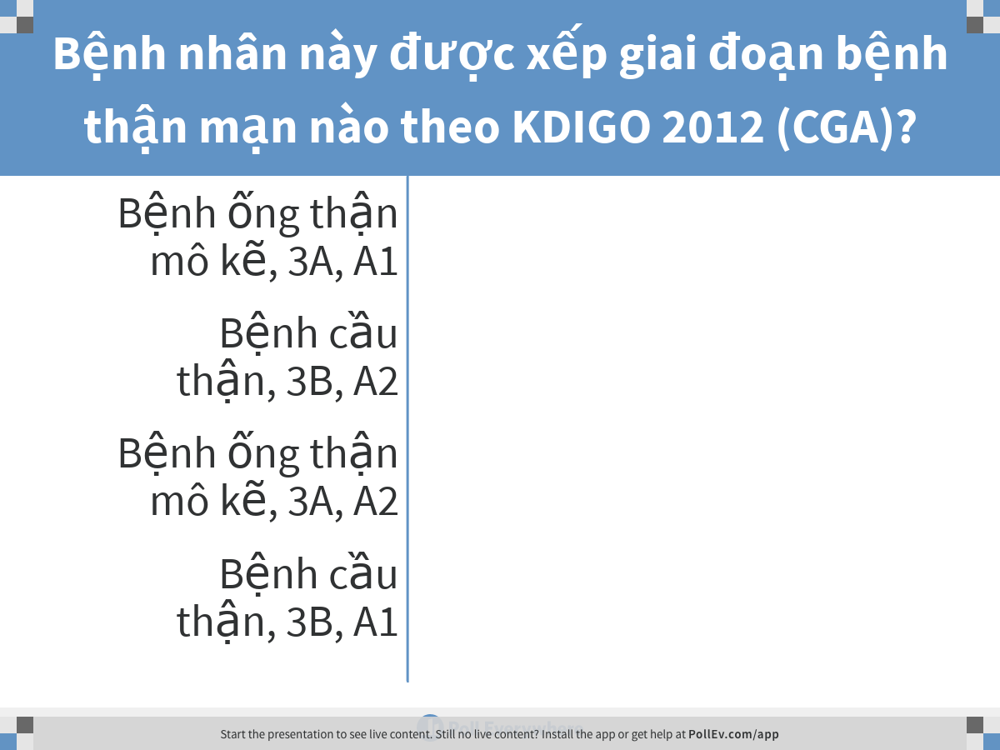 Bệnh nhân này được xếp giai đoạn bệnh
thận mạn nào theo KDIGO 2012 (CGA)?
Bệnh ống thận
mô kẽ, 3A, A1
Bệnh cầu
thận, 3B, A2
Bệnh ống thận
mô kẽ, 3A, A2
Bệnh cầu
thận, 3B, A1
Poll Everywhere
Start the presentation to see live content. Still no live content? Install the app or get help at PollEv.com/app